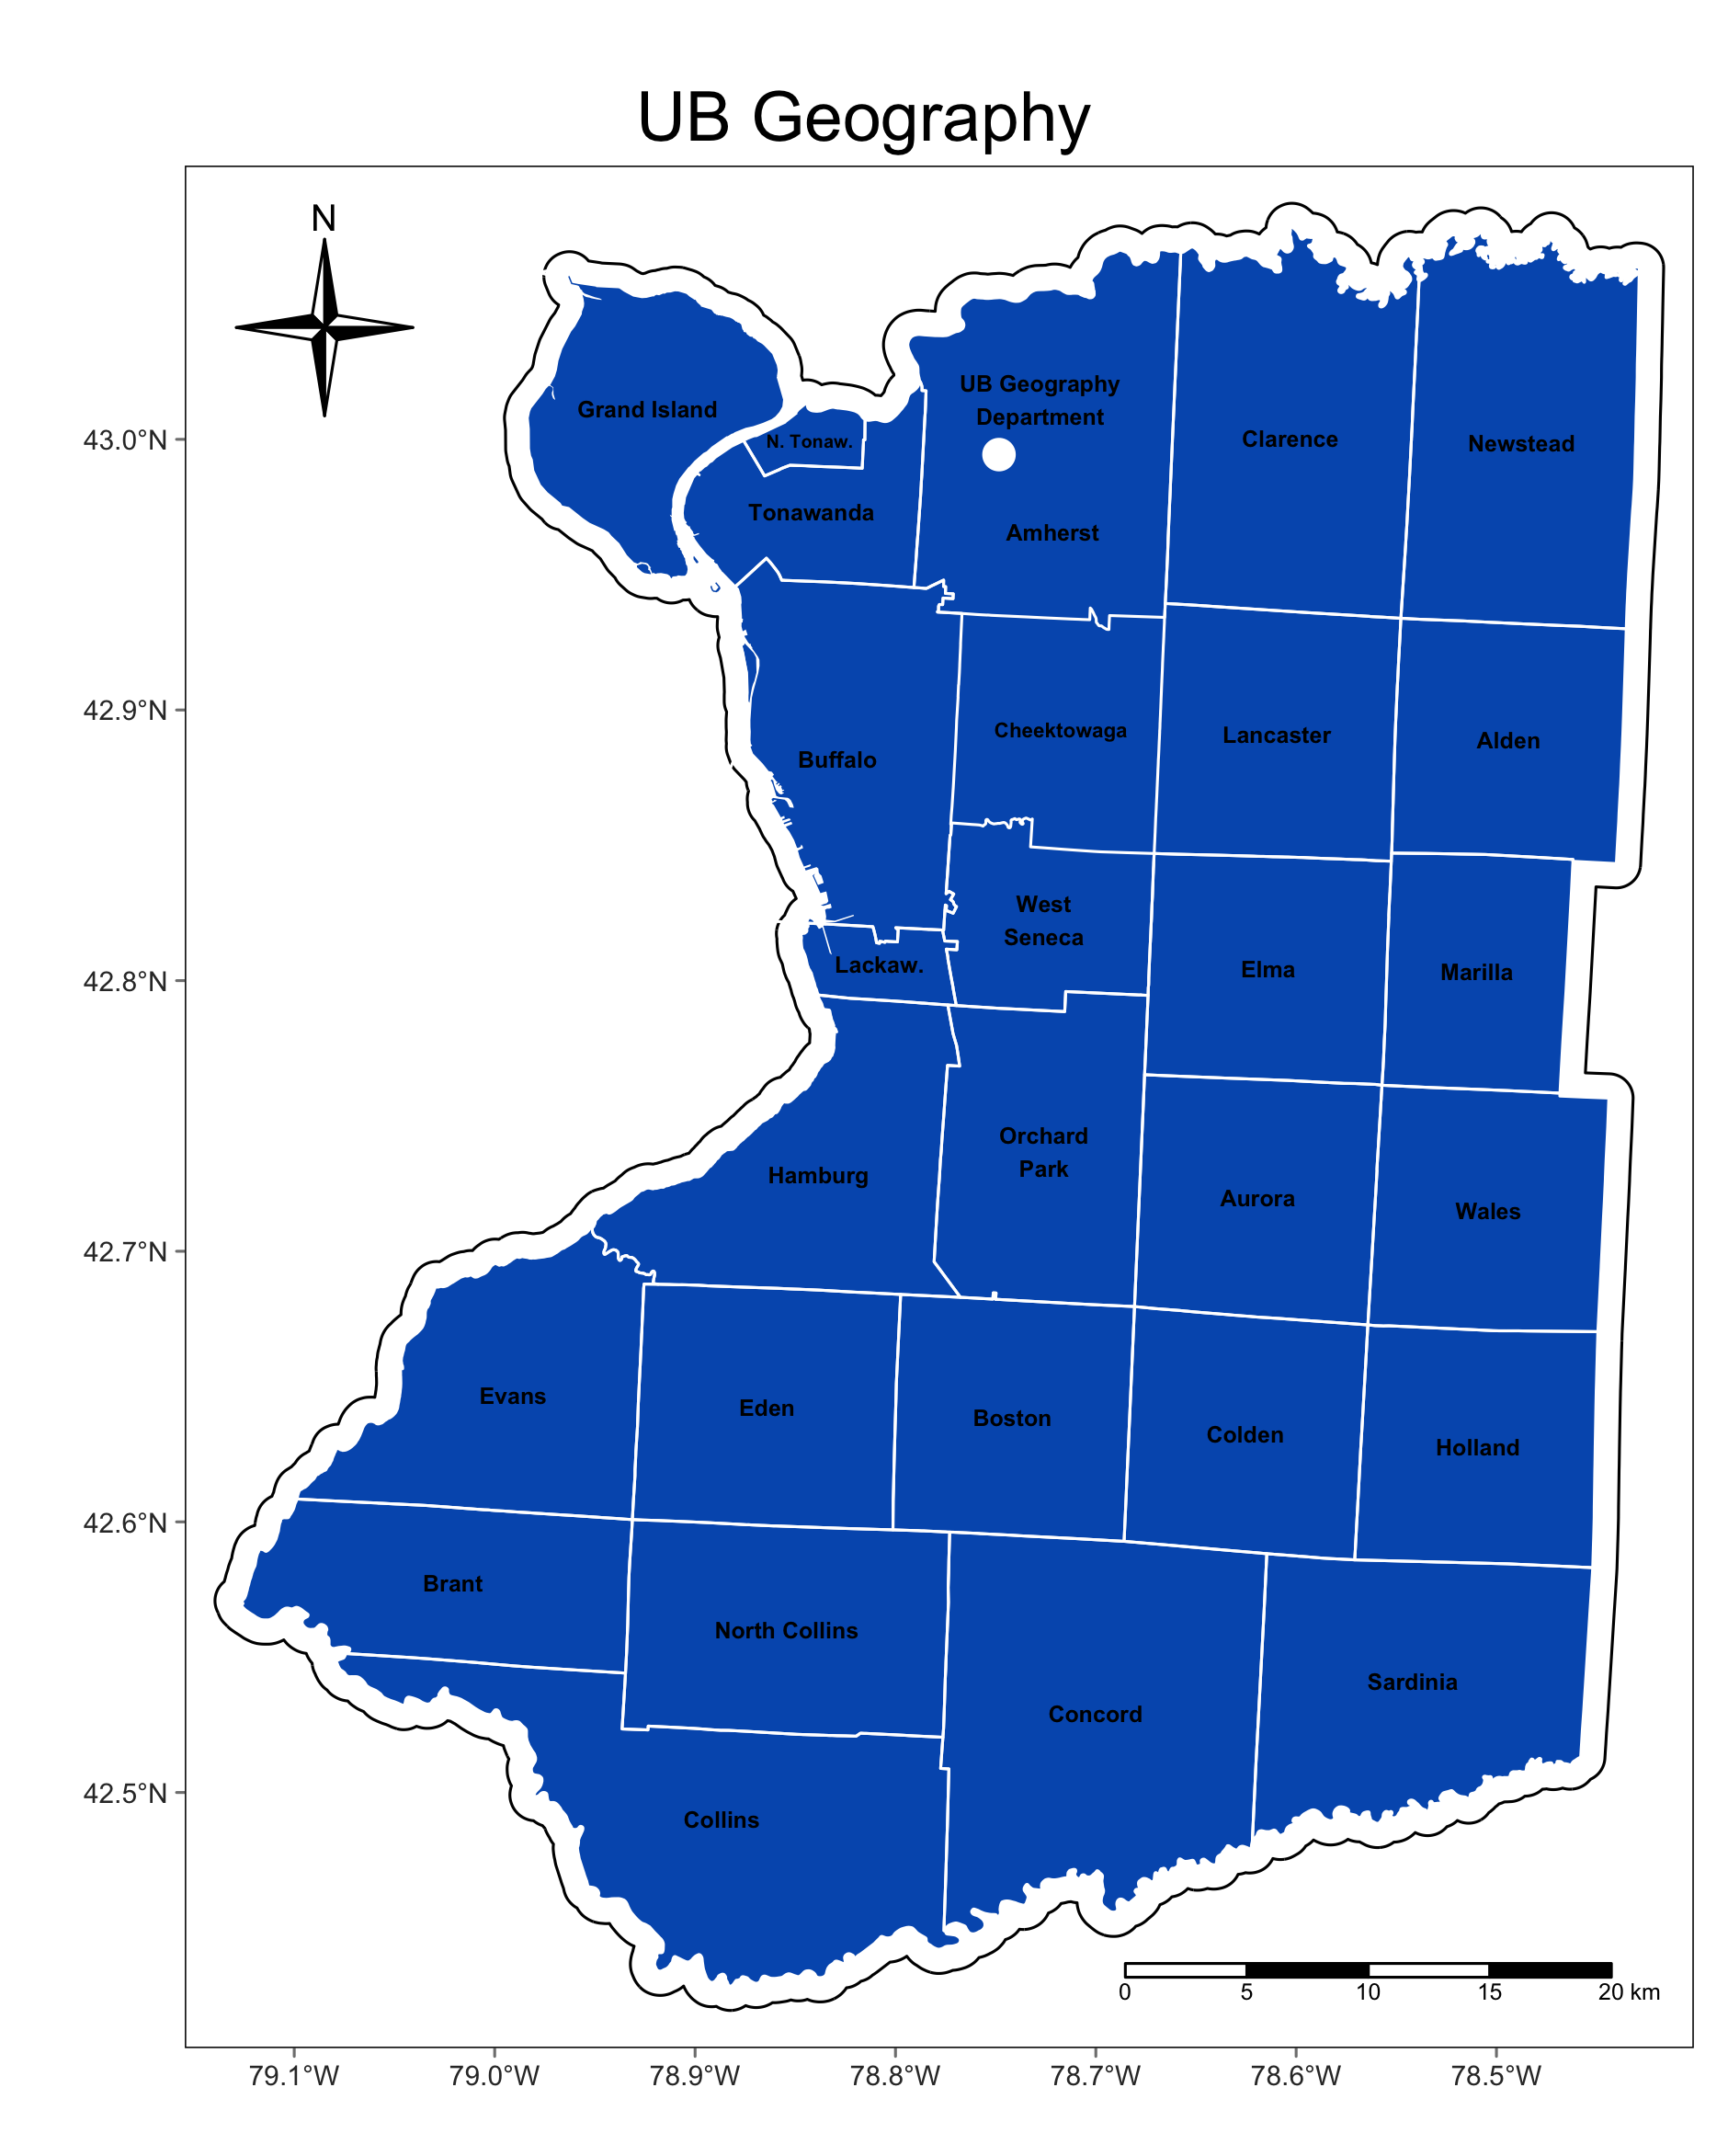 UB Geography
N
43.0°N
42.9°N
42.8°N
42.7°N
42.6°N
42.5°N
Grand Island
N. Tonaw.
Tonawanda
UB Geography
Department
Amherst
Clarence
Newstead
Buffalo
Cheektowaga
Lancaster
Alden
West
Seneca
Lackaw.
Elma
Marilla
Hamburg
Orchard
Park
Aurora
Wales
Evans
Eden
Boston
Colden
Holland
Brant
North Collins
Concord
Sardinia
Collins
0 5 10 15 20 km
79.1°W 79.0°W 78.9°W 78.8°W 78.7°W 78.6°W 78.5°W